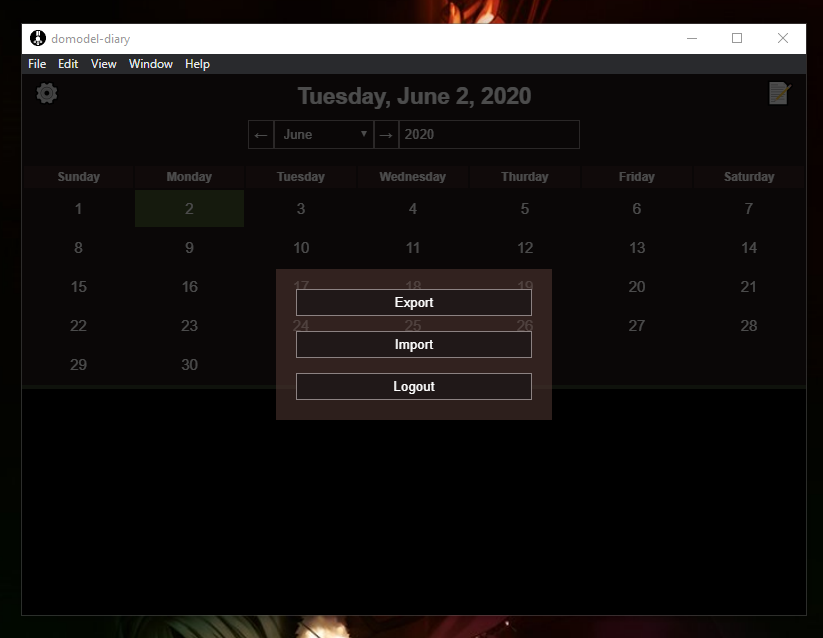 domodel-diary
File Edit View Window Help
Tuesday, June 2, 2020
← June ▾ → 2020
Sunday Monday Tuesday Wednesday Thurday Friday Saturday
1 2 3 4 5 6 7
8 9 10 11 12 13 14
15 16 17 18 19 20 21
Export
22 23 24 25 26 27 28
Import
29 30
Logout